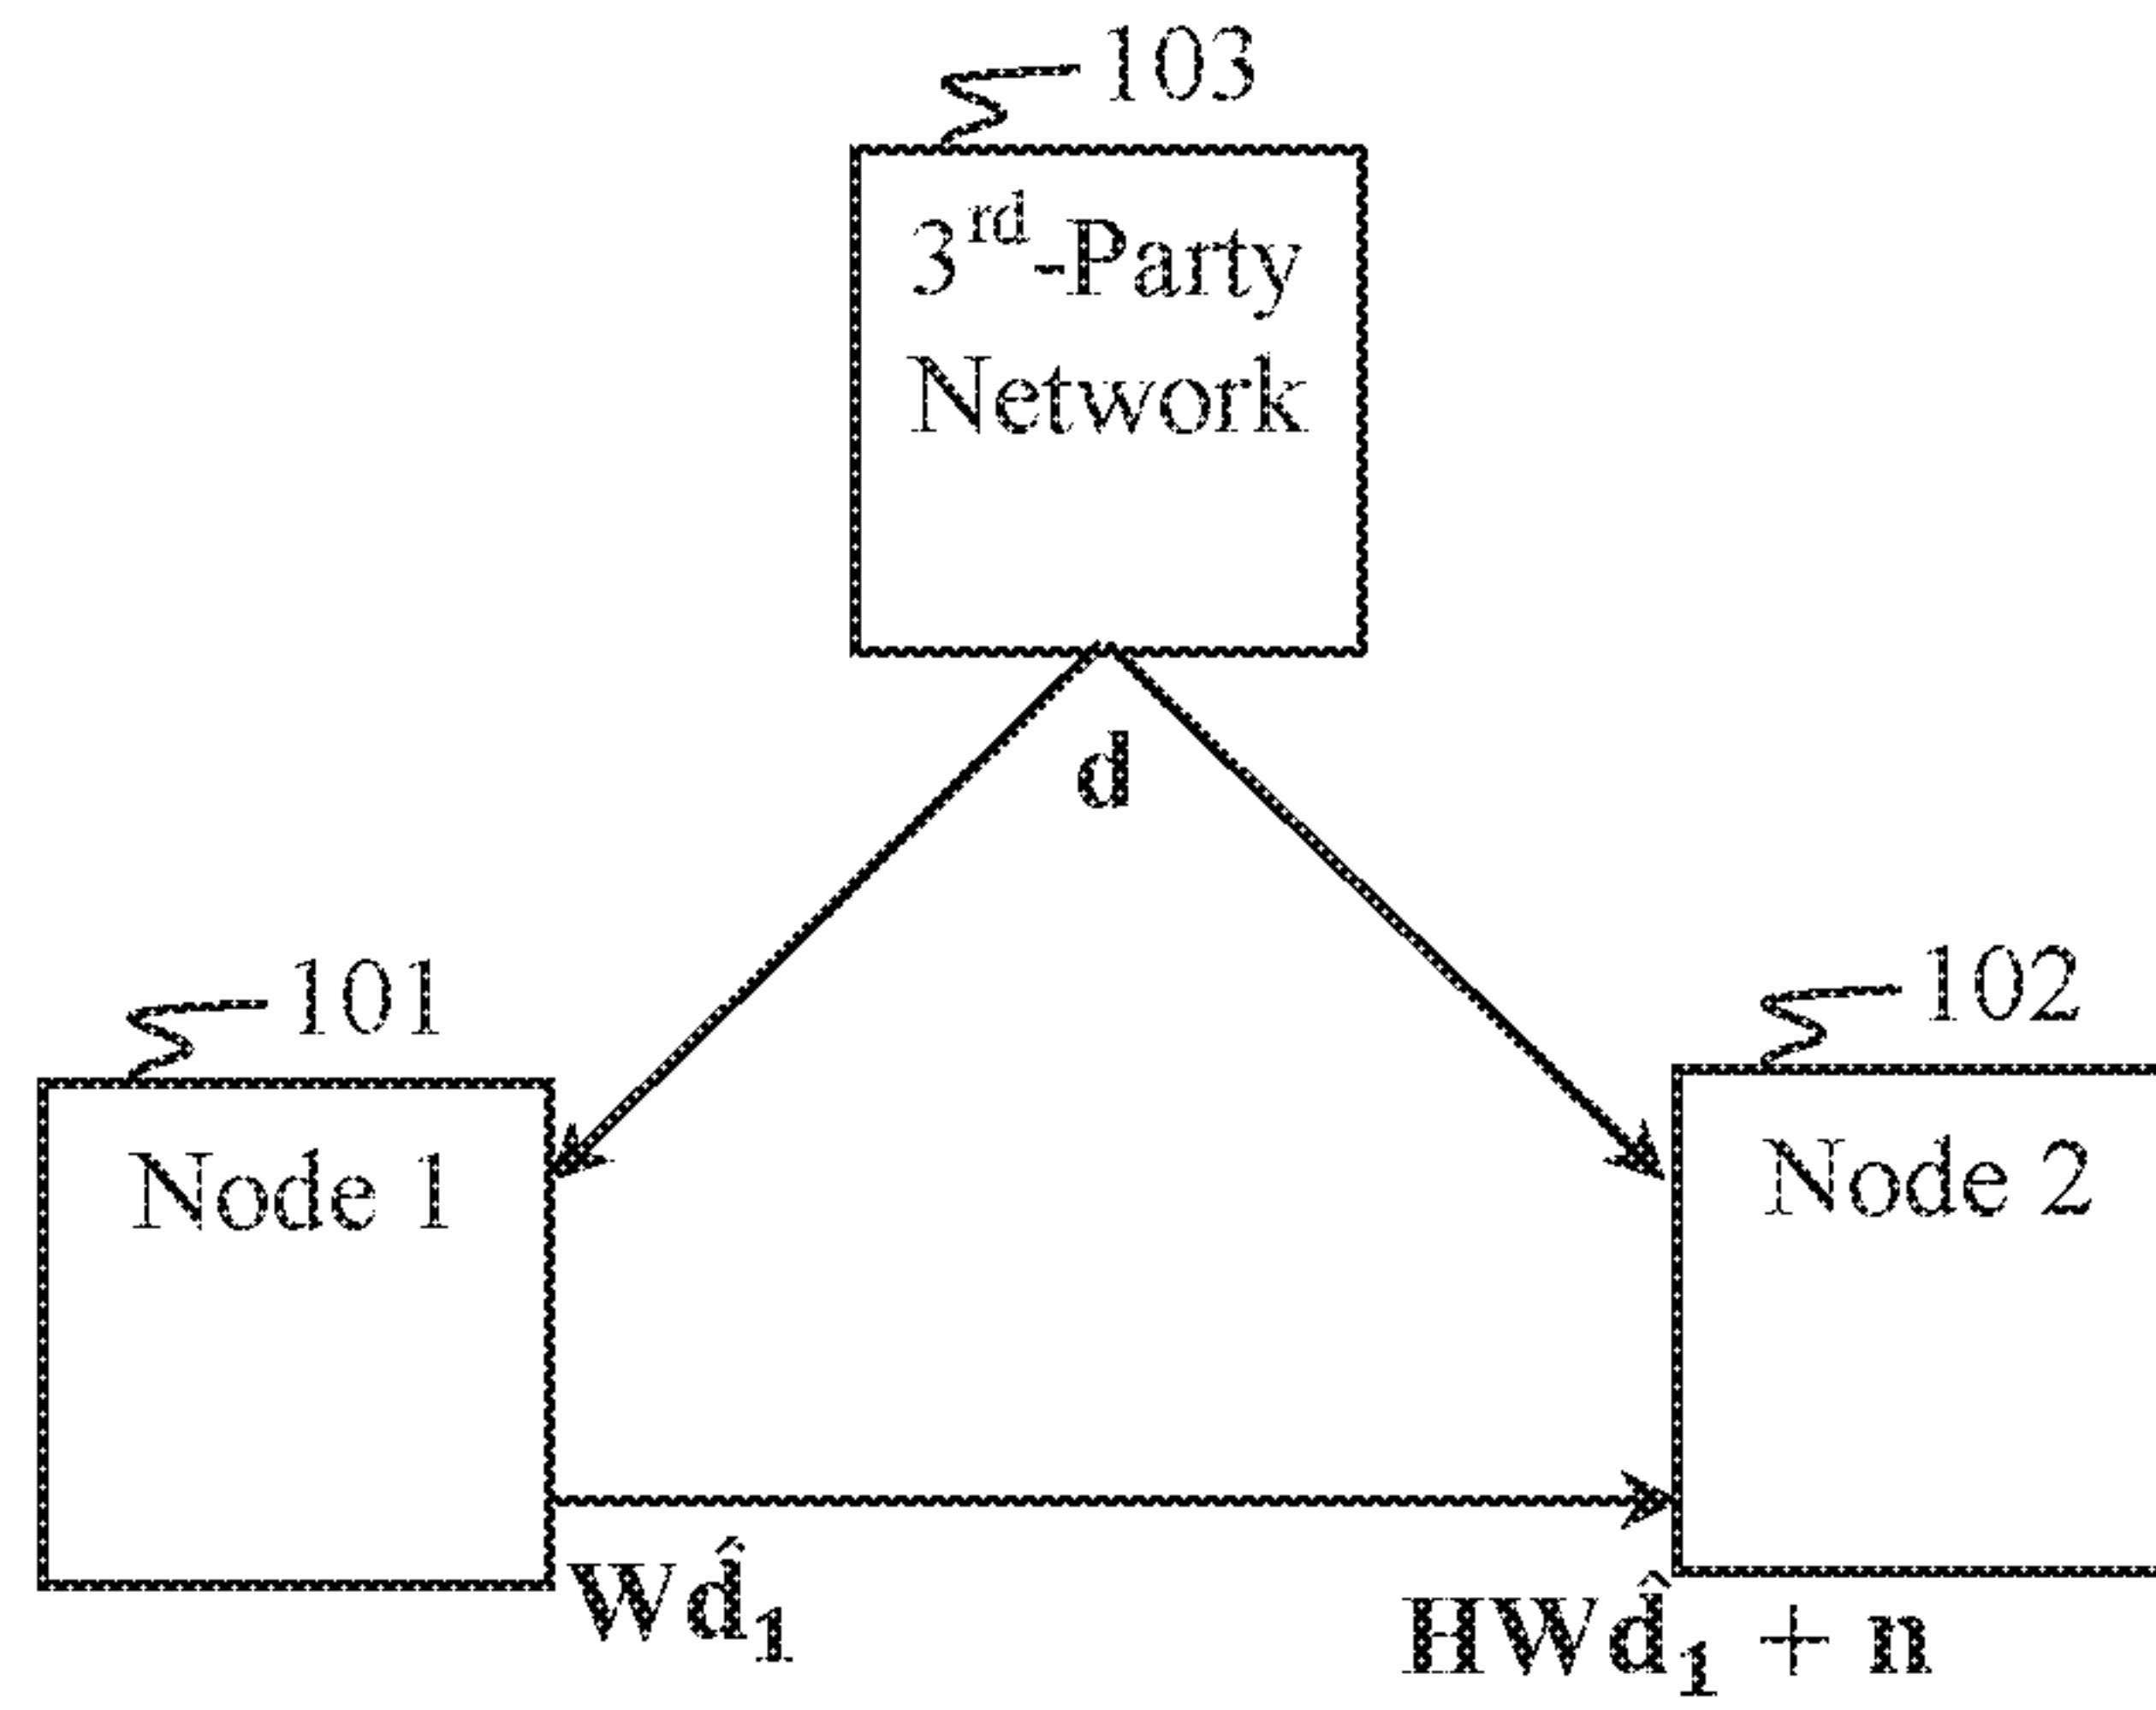 103
3rd-Party
Network
d
101
102
Node 1
Node 2
Wd̂1
HWd̂1 + n